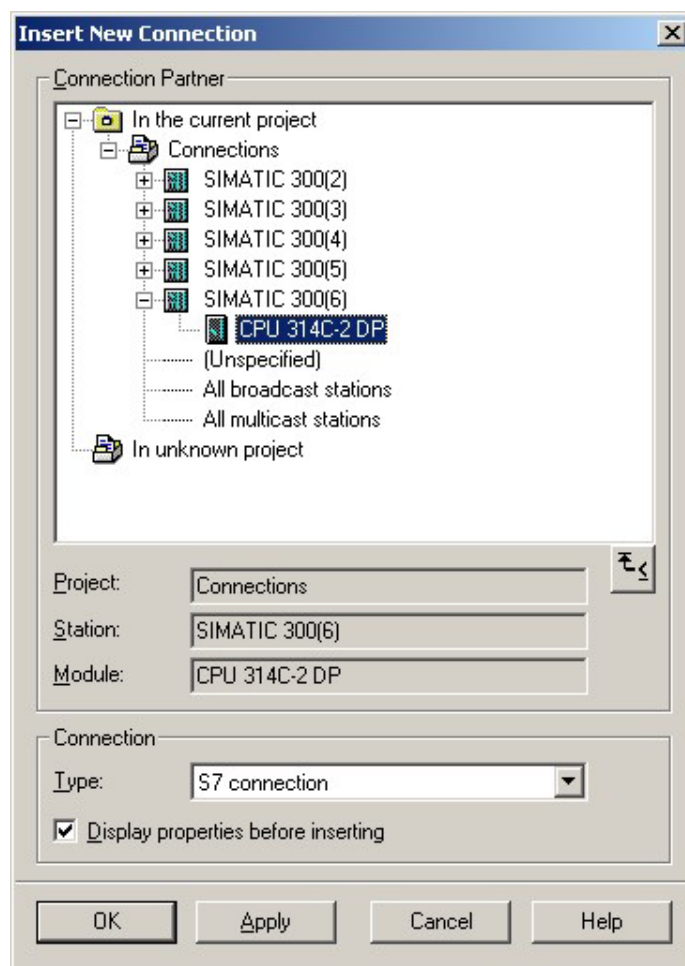 Insert New Connection
Connection Partner
In the current project
Connections
SIMATIC 300(2)
SIMATIC 300(3)
SIMATIC 300(4)
SIMATIC 300(5)
SIMATIC 300(6)
CPU 314C-2 DP
(Unspecified)
All broadcast stations
All multicast stations
In unknown project
Project: Connections
Station: SIMATIC 300(6)
Module: CPU 314C-2 DP
Connection
Type: S7 connection
Display properties before inserting
OK Apply Cancel Help